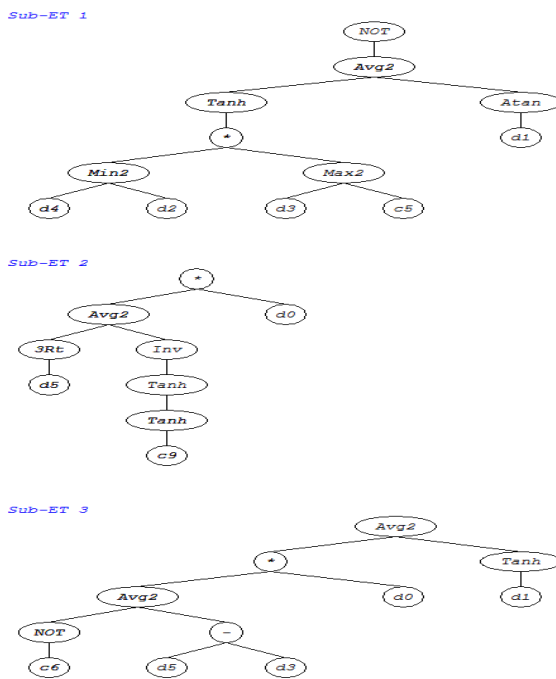 Sub-ET 1
NOT
Avg2
Tanh Atan
* d1
Min2 Max2
d4 d2 d3 c5
Sub-ET 2
*
Avg2 d0
3Rt Inv
d5 Tanh
Tanh
c9
Sub-ET 3
Avg2
* Tanh
Avg2 d0 d1
NOT -
c6 d5 d3